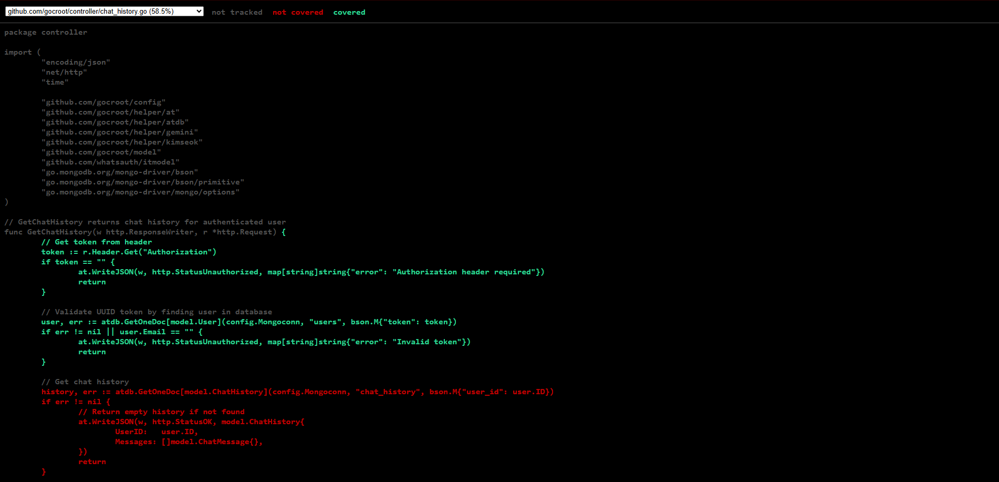 github.com/gocroot/controller/chat_history.go (58.5%) not tracked not covered covered
package controller
import (
"encoding/json"
"net/http"
"time"
"github.com/gocroot/config"
"github.com/gocroot/helper/at"
"github.com/gocroot/helper/atdb"
"github.com/gocroot/helper/gemini"
"github.com/gocroot/helper/kimseok"
"github.com/gocroot/model"
"github.com/whatsauth/itmodel"
"go.mongodb.org/mongo-driver/bson"
"go.mongodb.org/mongo-driver/bson/primitive"
"go.mongodb.org/mongo-driver/mongo/options"
)
// GetChatHistory returns chat history for authenticated user
func GetChatHistory(w http.ResponseWriter, r *http.Request) {
// Get token from header
token := r.Header.Get("Authorization")
if token == "" {
at.WriteJSON(w, http.StatusUnauthorized, map[string]string{"error": "Authorization header required"})
return
}
// Validate UUID token by finding user in database
user, err := atdb.GetOneDoc[model.User](config.Mongoconn, "users", bson.M{"token": token})
if err != nil || user.Email == "" {
at.WriteJSON(w, http.StatusUnauthorized, map[string]string{"error": "Invalid token"})
return
}
// Get chat history
history, err := atdb.GetOneDoc[model.ChatHistory](config.Mongoconn, "chat_history", bson.M{"user_id": user.ID})
if err != nil {
// Return empty history if not found
at.WriteJSON(w, http.StatusOK, model.ChatHistory{
UserID: user.ID,
Messages: []model.ChatMessage{},
})
return
}